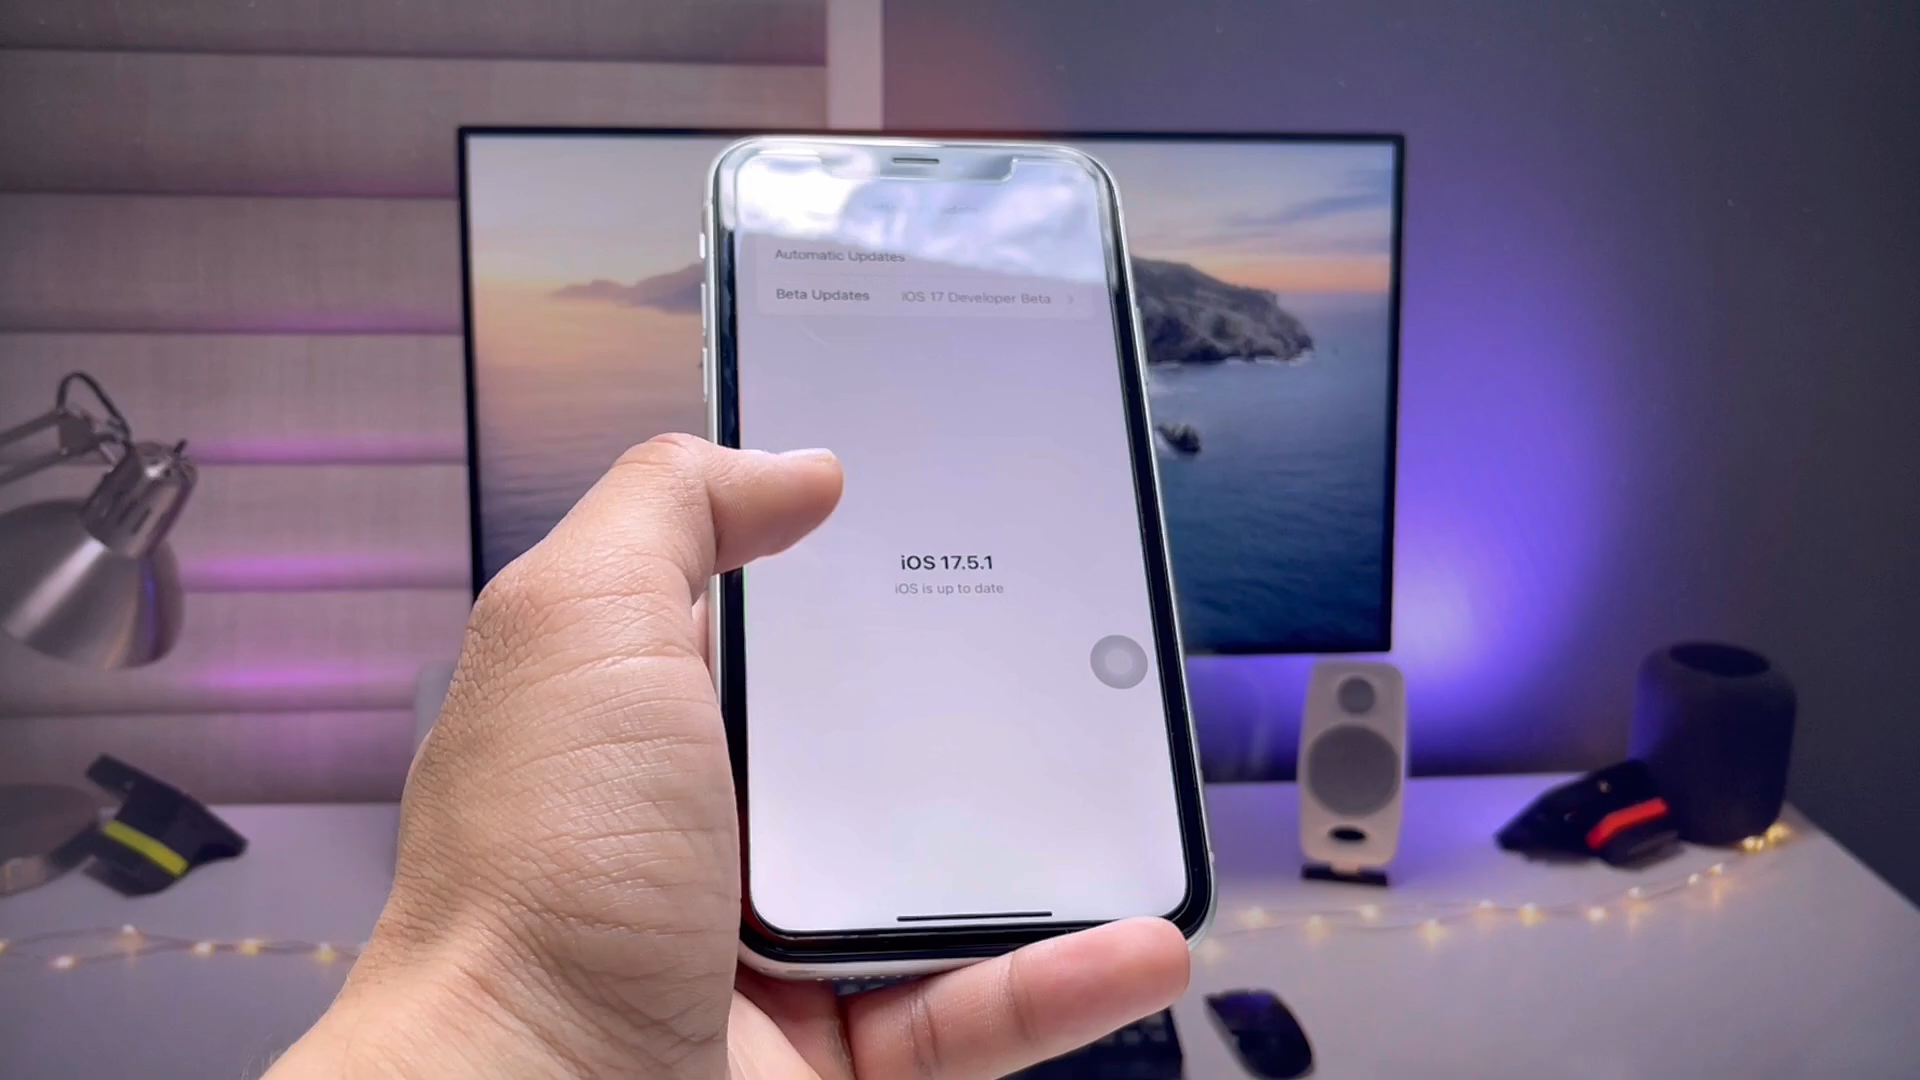 Automatic Updates
Beta Updates iOS 17 Developer Beta
iOS 17.5.1
iOS is up to date